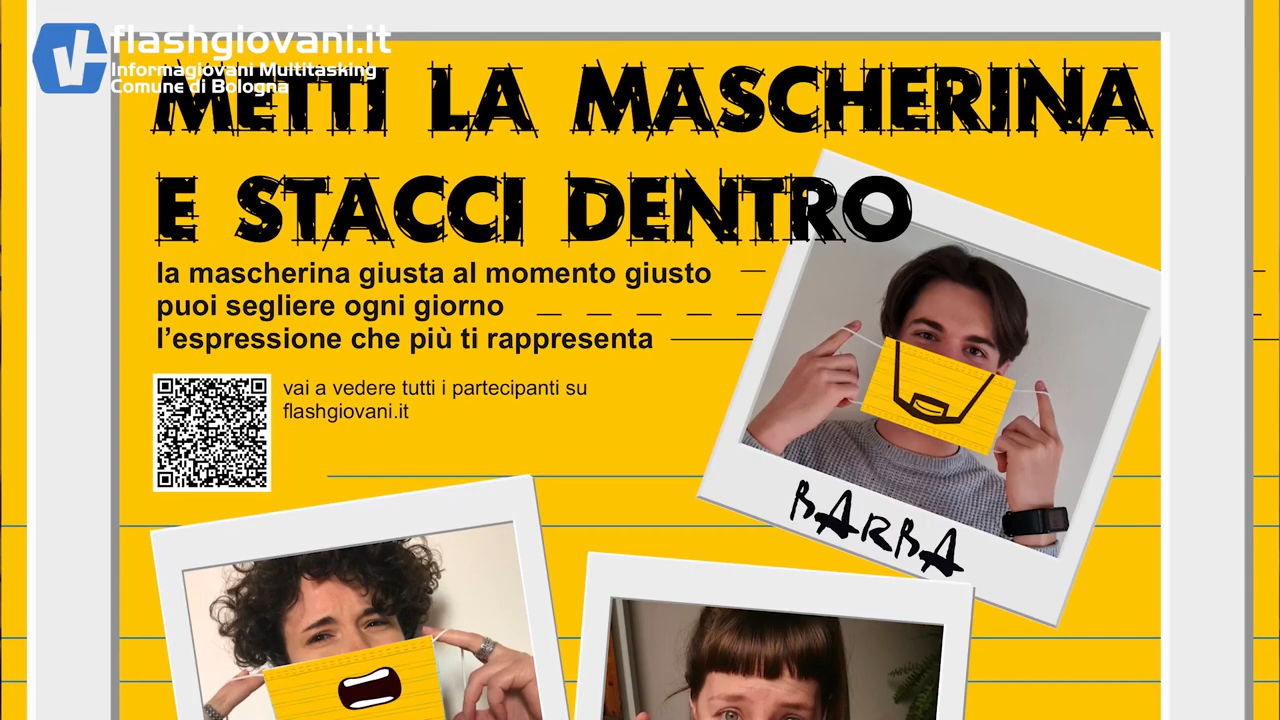 flashgiovani.it
Informagiovani Multitasking
Comune di Bologna
METTI LA MASCHERINA
E STACCI DENTRO
la mascherina giusta al momento giusto
puoi segliere ogni giorno
l'espressione che più ti rappresenta
vai a vedere tutti i partecipanti su
flashgiovani.it
BARBA